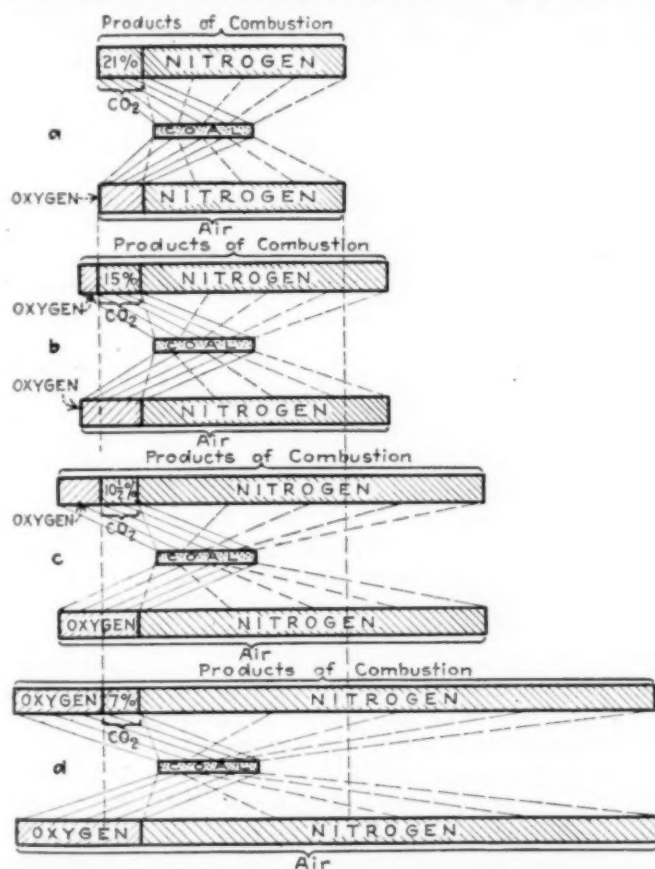 Products of Combustion
21% NITROGEN
CO2
a COAL
OXYGEN NITROGEN
Air
Products of Combustion
15% NITROGEN
OXYGEN CO2
b COAL
OXYGEN
NITROGEN
Air
Products of Combustion
10½% NITROGEN
OXYGEN CO2
c COAL
OXYGEN NITROGEN
Air
Products of Combustion
OXYGEN 7% NITROGEN
CO2
d COAL
OXYGEN NITROGEN
Air